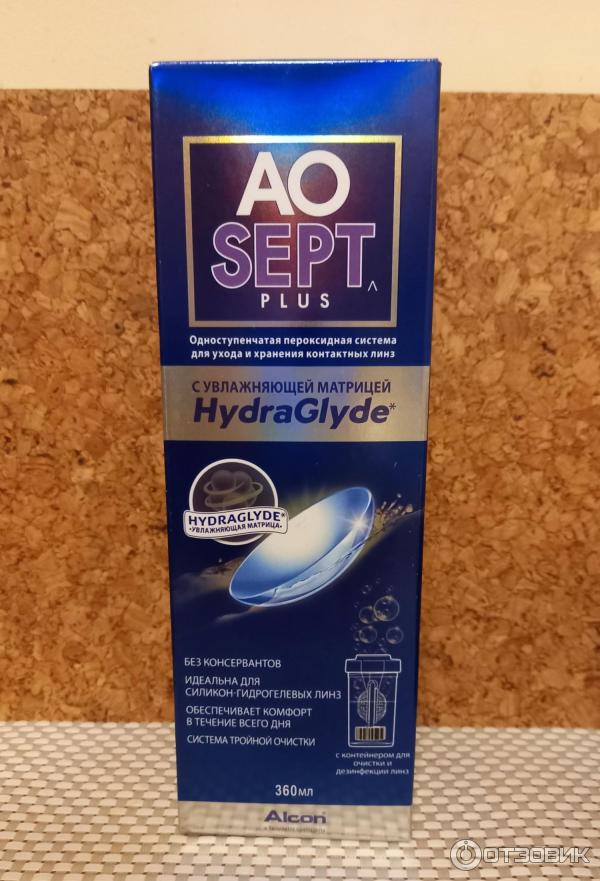 AO
SEPT
PLUS
Одноступенчатая пероксидная система
для ухода и хранения контактных линз
С УВЛАЖНЯЮЩЕЙ МАТРИЦЕЙ
HydraGlyde*
HYDRAGLYDE*
•УВЛАЖНЯЮЩАЯ МАТРИЦА•
БЕЗ КОНСЕРВАНТОВ
ИДЕАЛЬНА ДЛЯ
СИЛИКОН-ГИДРОГЕЛЕВЫХ ЛИНЗ
ОБЕСПЕЧИВАЕТ КОМФОРТ
В ТЕЧЕНИЕ ВСЕГО ДНЯ
СИСТЕМА ТРОЙНОЙ ОЧИСТКИ
с контейнером для
очистки и
дезинфекции линз
360мл
Alcon
ОТЗОВИК